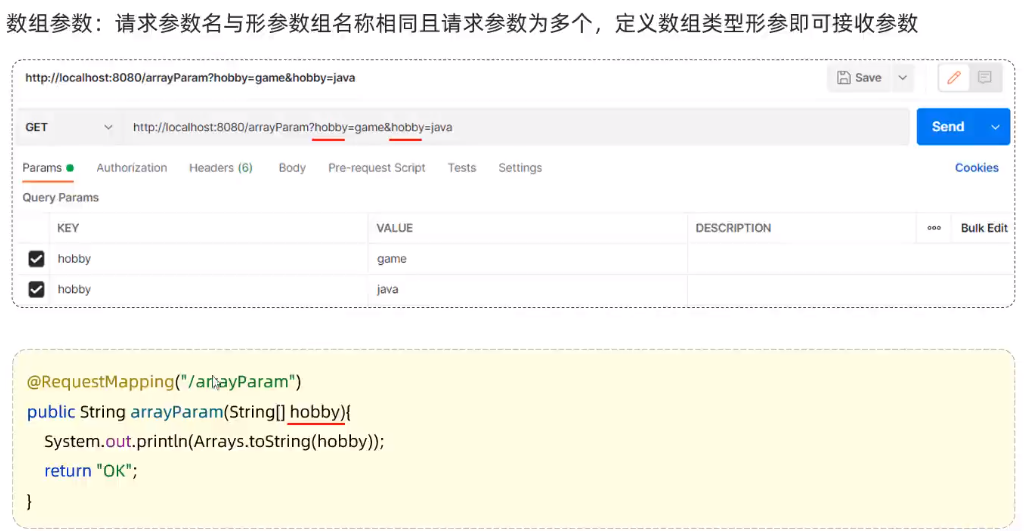 数组参数：请求参数名与形参数组名称相同且请求参数为多个，定义数组类型形参即可接收参数
http://localhost:8080/arrayParam?hobby=game&hobby=java Save
GET http://localhost:8080/arrayParam?hobby=game&hobby=java Send
Params Authorization Headers (6) Body Pre-request Script Tests Settings Cookies
Query Params
KEY VALUE DESCRIPTION ooo Bulk Edit
hobby game
hobby java
@RequestMapping("/arrayParam")
public String arrayParam(String[] hobby){
System.out.println(Arrays.toString(hobby));
return "OK";
}